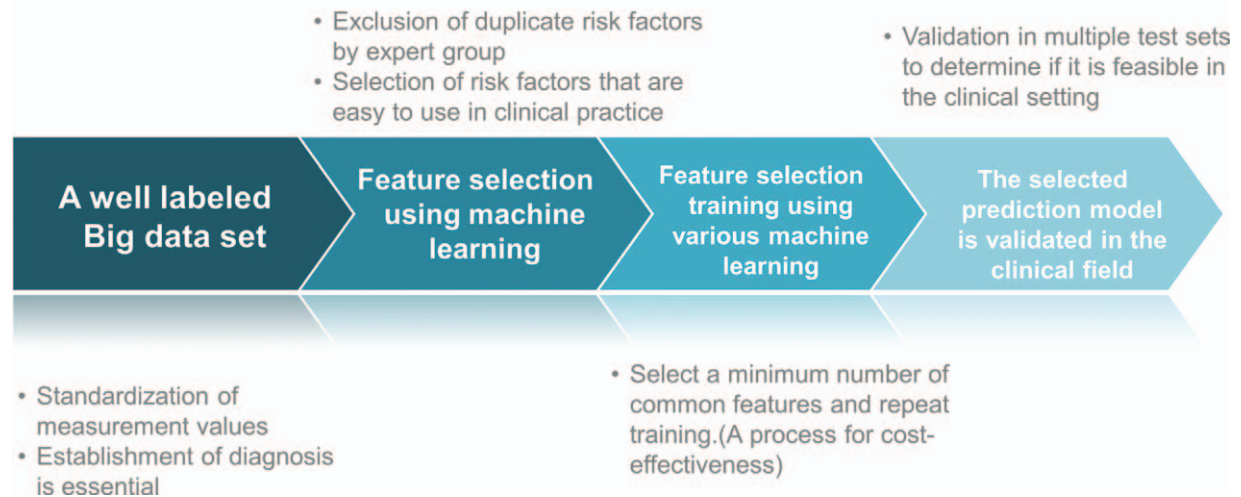 • Exclusion of duplicate risk factors
by expert group
• Selection of risk factors that are
easy to use in clinical practice
• Validation in multiple test sets
to determine if it is feasible in
the clinical setting
A well labeled
Big data set
Feature selection
using machine
learning
Feature selection
training using
various machine
learning
The selected
prediction model
is validated in the
clinical field
• Standardization of
measurement values
• Establishment of diagnosis
is essential
• Select a minimum number of
common features and repeat
training.(A process for cost-
effectiveness)